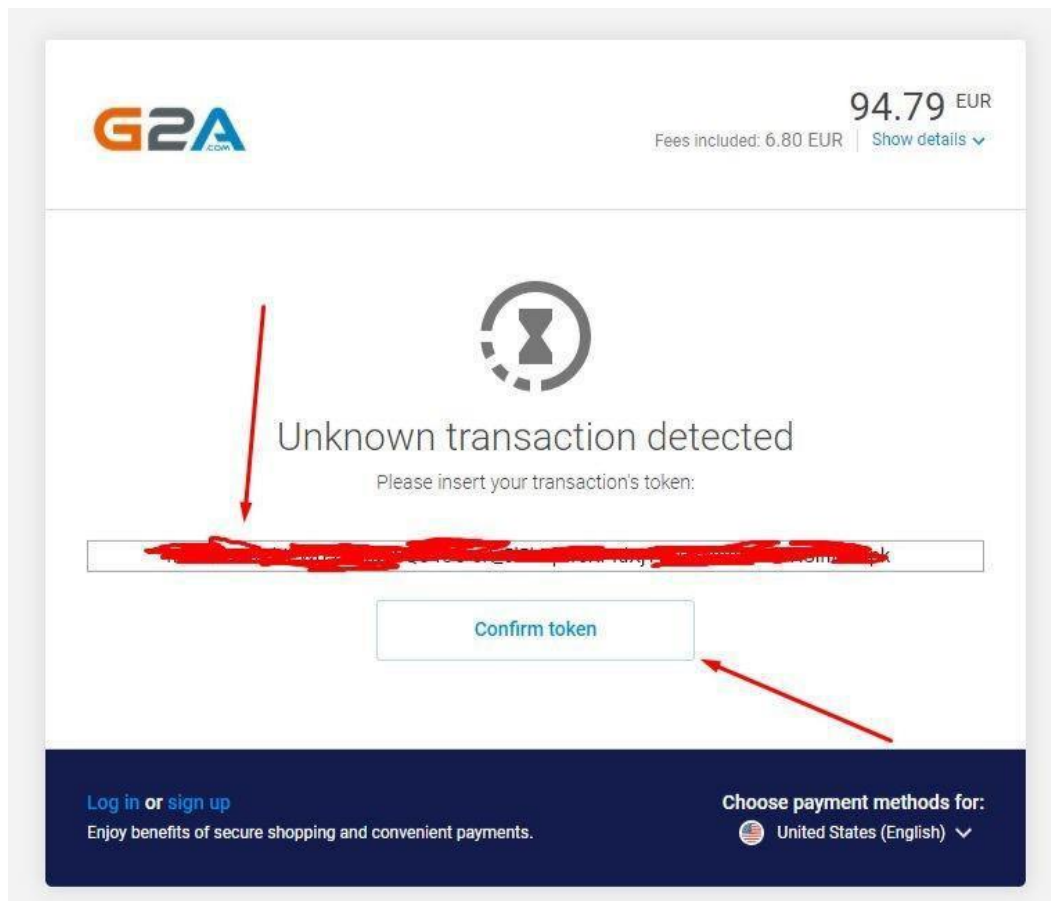 G2A
.COM
94.79 EUR
Fees included: 6.80 EUR Show details
Unknown transaction detected
Please insert your transaction's token:
Confirm token
Log in or sign up
Enjoy benefits of secure shopping and convenient payments.
Choose payment methods for:
United States (English)